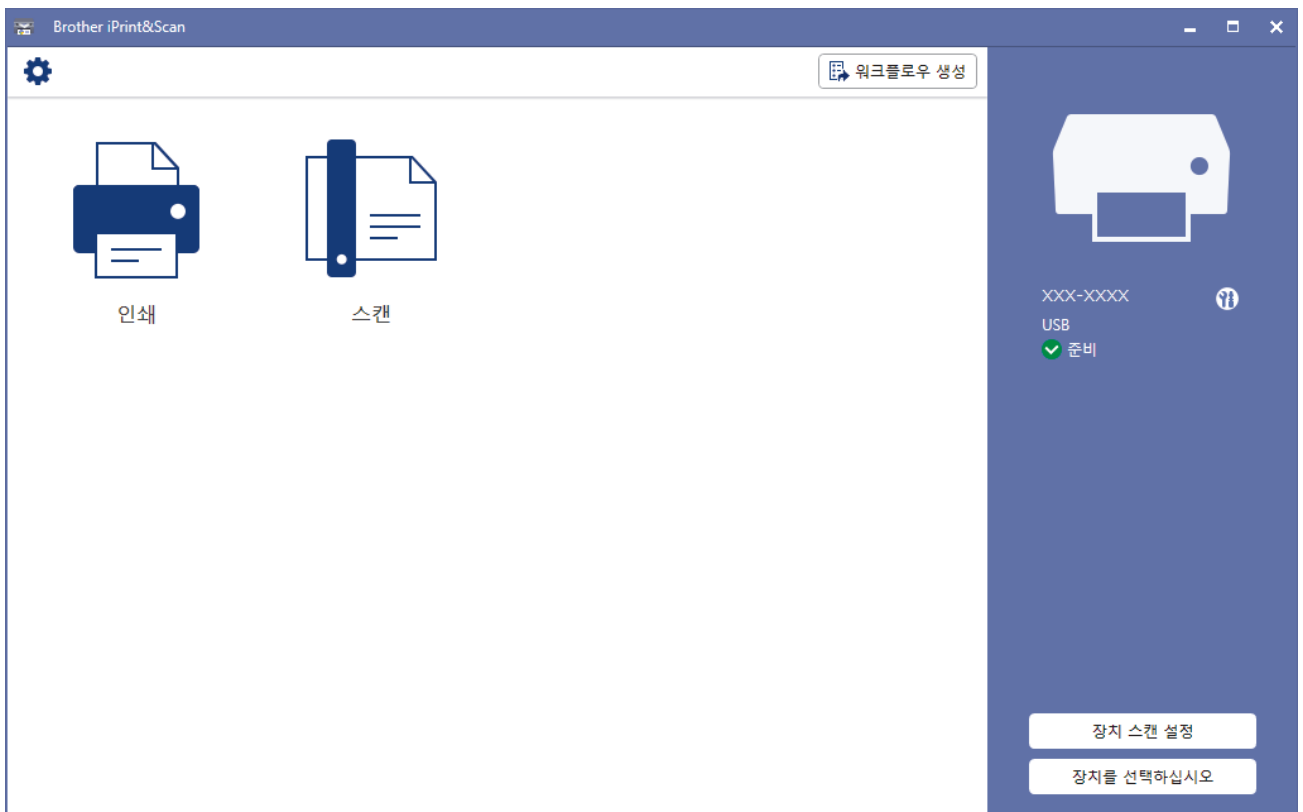 Brother iPrint&Scan
워크플로우 생성
인쇄
스캔
XXX-XXXX
USB
준비
장치 스캔 설정
장치를 선택하십시오